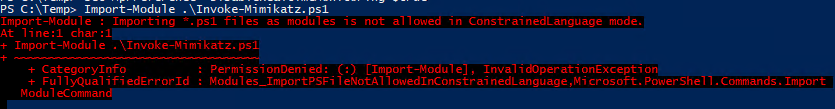 PS C:\Temp> Import-Module .\Invoke-Mimikatz.ps1
Import-Module : Importing *.ps1 files as modules is not allowed in ConstrainedLanguage mode.
At line:1 char:1
+ Import-Module .\Invoke-Mimikatz.ps1
+ ~~~~~~~~~~~~~~~~~~~~~~~~~~~~~~~~~~~
+ CategoryInfo : PermissionDenied: (:) [Import-Module], InvalidOperationException
+ FullyQualifiedErrorId : Modules_ImportPSFileNotAllowedInConstrainedLanguage,Microsoft.PowerShell.Commands.Import
ModuleCommand